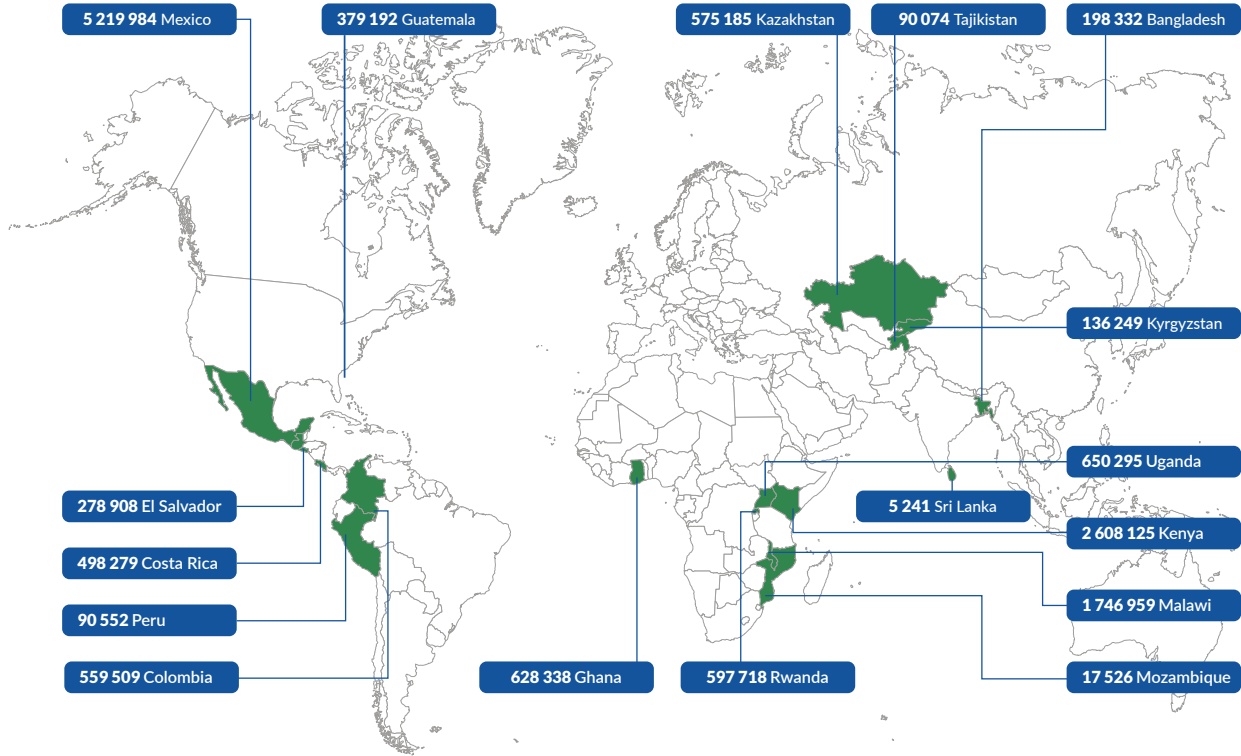 5 219 984 Mexico
379 192 Guatemala
575 185 Kazakhstan
90 074 Tajikistan
198 332 Bangladesh
136 249 Kyrgyzstan
650 295 Uganda
278 908 El Salvador
5 241 Sri Lanka
2 608 125 Kenya
498 279 Costa Rica
1 746 959 Malawi
90 552 Peru
559 509 Colombia
628 338 Ghana
597 718 Rwanda
17 526 Mozambique